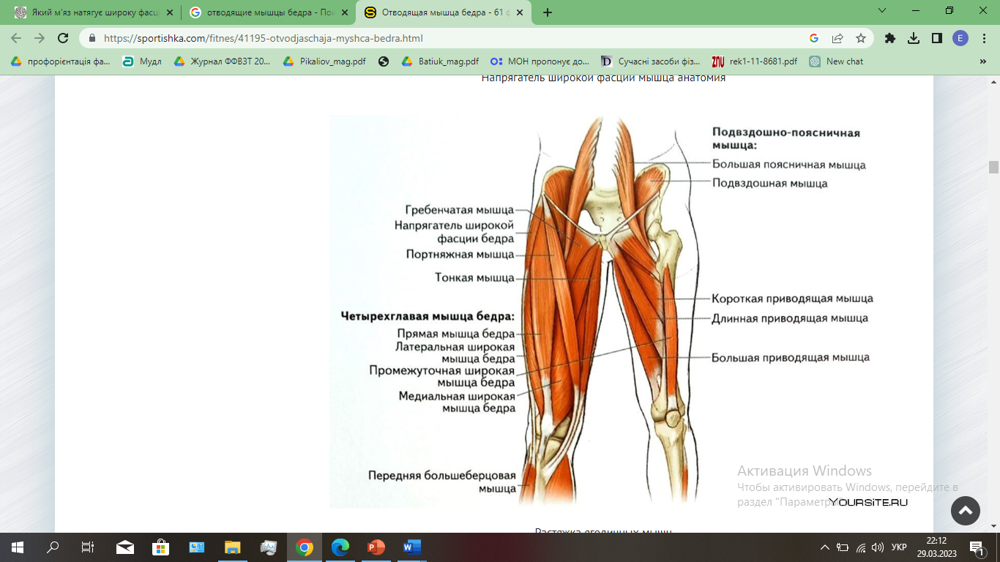 Який м'яз натягує широку фасц
отводящие мышцы бедра - Пои
Отводящая мышца бедра - 61 ф
https://sportishka.com/fitnes/41195-otvodjaschaja-myshca-bedra.html
E
профорієнтація фа...
Мудл
Журнал ФФВЗТ 20...
Pikaliov_mag.pdf
Batiuk_mag.pdf
МОН пропонує до...
Сучасні засоби фіз...
rek1-11-8681.pdf
New chat
»
Напрягатель широкой фасции мышца анатомия
Подвздошно-поясничная
мышца:
Большая поясничная мышца
Подвздошная мышца
Гребенчатая мышца
Напрягатель широкой
фасции бедра
Портняжная мышца
Тонкая мышца
Четырехглавая мышца бедра:
Прямая мышца бедра
Латеральная широкая
мышца бедра
Промежуточная широкая
мышца бедра
Медиальная широкая
мышца бедра
Передняя большеберцовая
мышца
Короткая приводящая мышца
Длинная приводящая мышца
Большая приводящая мышца
Активация Windows
Чтобы активировать Windows, перейдите в
раздел "Параметры".
YOURSITE.RU
Растяжка ягодичных мышц
УКР
22:12
29.03.2023
1